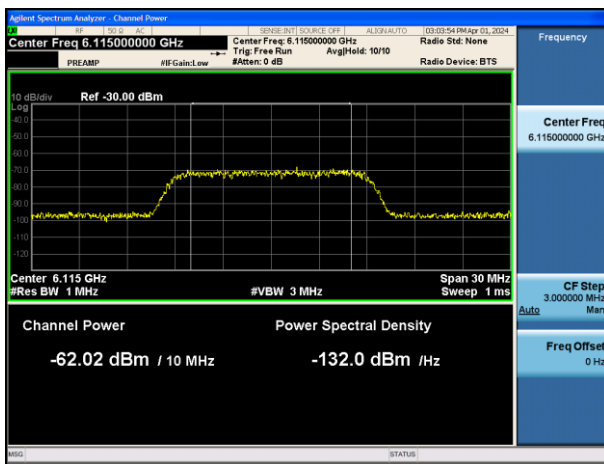 Agilent Spectrum Analyzer - Channel Power
RF 50 Ω AC SENSE:INT SOURCE OFF ALIGNAUTO 03:03:54 PM Apr 01, 2024
Center Freq 6.115000000 GHz
Center Freq: 6.115000000 GHz
Radio Std: None
Trig: Free Run Avg|Hold: 10/10
PREAMP #IFGain:Low #Atten: 0 dB Radio Device: BTS
10 dB/div Ref -30.00 dBm
Log
-40.0
-50.0
-60.0
-70.0
-80.0
-90.0
-100
-110
-120
Center 6.115 GHz Span 30 MHz
#Res BW 1 MHz #VBW 3 MHz Sweep 1 ms
Channel Power Power Spectral Density
-62.02 dBm / 10 MHz -132.0 dBm /Hz
MSG STATUS
Frequency
Center Freq
6.115000000 GHz
CF Step
3.000000 MHz
Auto Man
Freq Offset
0 Hz